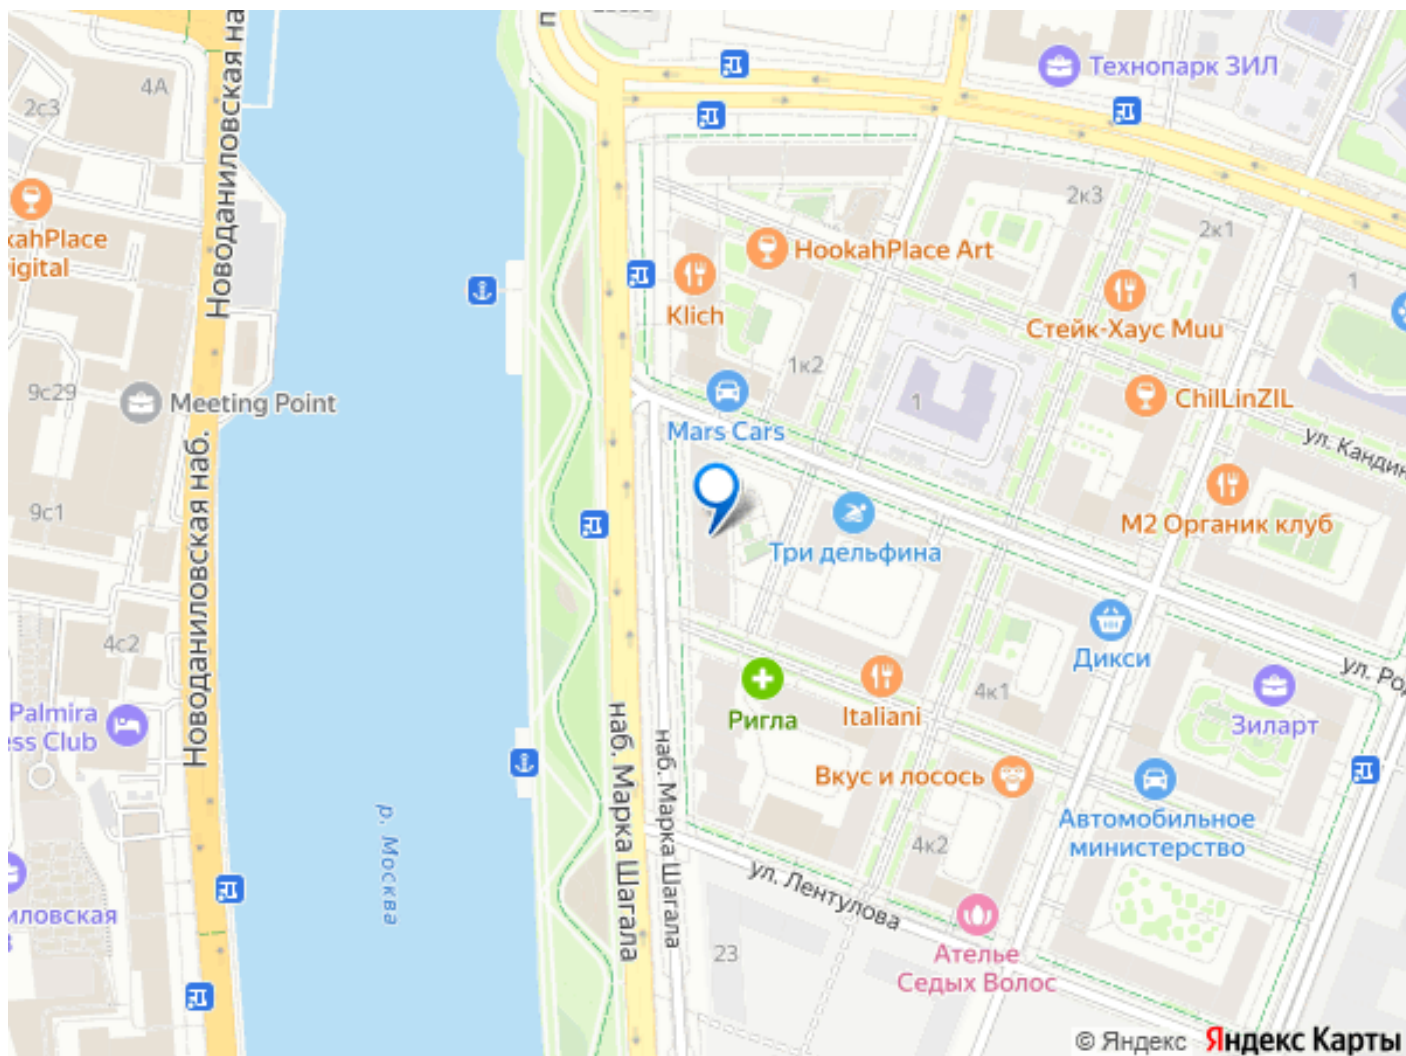 4А
2с3
Новоданиловская на
Технопарк ЗИЛ
2к3
2к1
kahPlace
igital
HookahPlace Art
Klich
Стейк-Хаус Muu
1
1к2
9с29
Meeting Point
Mars Cars
1
ChilLinZIL
ул. Кандин
9с1
М2 Органик клуб
Три дельфина
Новоданиловская наб.
4с2
Дикси
ул. Род
4к1
Palmira
ess Club
Ригла
Italiani
Зиларт
наб. Марка Шагала
наб. Марка Шагала
Вкус и лосось
р. Москва
Автомобильное
министерство
4к2
ул. Лентулова
иловская
23
Ателье
Седых Волос
© Яндекс Яндекс Карты